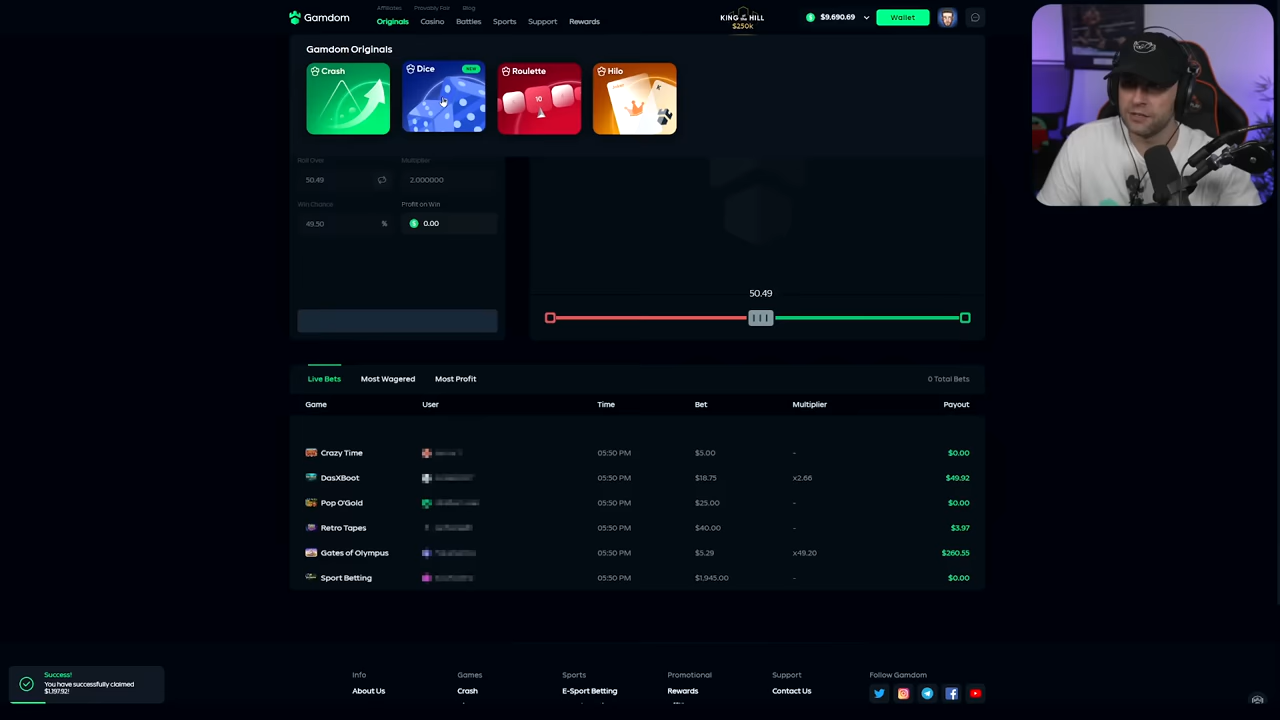 Gamdom
Affiliates Provably Fair Blog
Originals Casino Battles Sports Support Rewards
KING OF THE HILL
$250k
$9.690.69
Wallet
Gamdom Originals
Crash
Dice
NEW
Roulette
10
Hilo
K
Roll Over
Multiplier
50.49
2.000000
Win Chance
Profit on Win
49.50 %
0.00
50.49
Live Bets Most Wagered Most Profit 0 Total Bets
Game User Time Bet Multiplier Payout
Crazy Time 05:50 PM $5.00 - $0.00
DasXBoot 05:50 PM $18.75 x2.66 $49.92
Pop O'Gold 05:50 PM $25.00 - $0.00
Retro Tapes 05:50 PM $40.00 - $3.97
Gates of Olympus 05:50 PM $5.29 x49.20 $260.55
Sport Betting 05:50 PM $1,945.00 - $0.00
Success!
You have successfully claimed
$1,197.92!
Info Games Sports Promotional Support Follow Gamdom
About Us Crash E-Sport Betting Rewards Contact Us